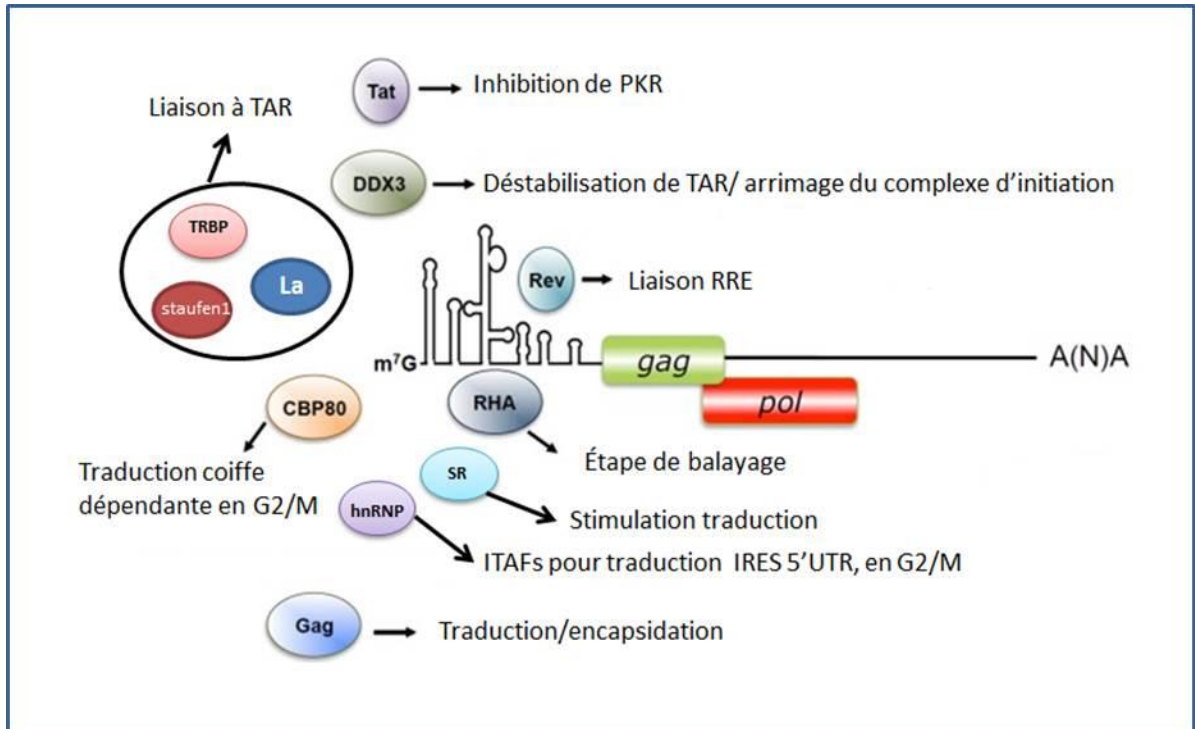 Tat
Inhibition de PKR
Liaison à TAR
DDX3
Déstabilisation de TAR/ arrimage du complexe d'initiation
TRBP
La
staufen1
Rev
Liaison RRE
m⁷G
gag
A(N)A
pol
CBP80
RHA
Étape de balayage
Traduction coiffe
dépendante en G2/M
SR
Stimulation traduction
hnRNP
ITAFs pour traduction IRES 5'UTR, en G2/M
Gag
Traduction/encapsidation